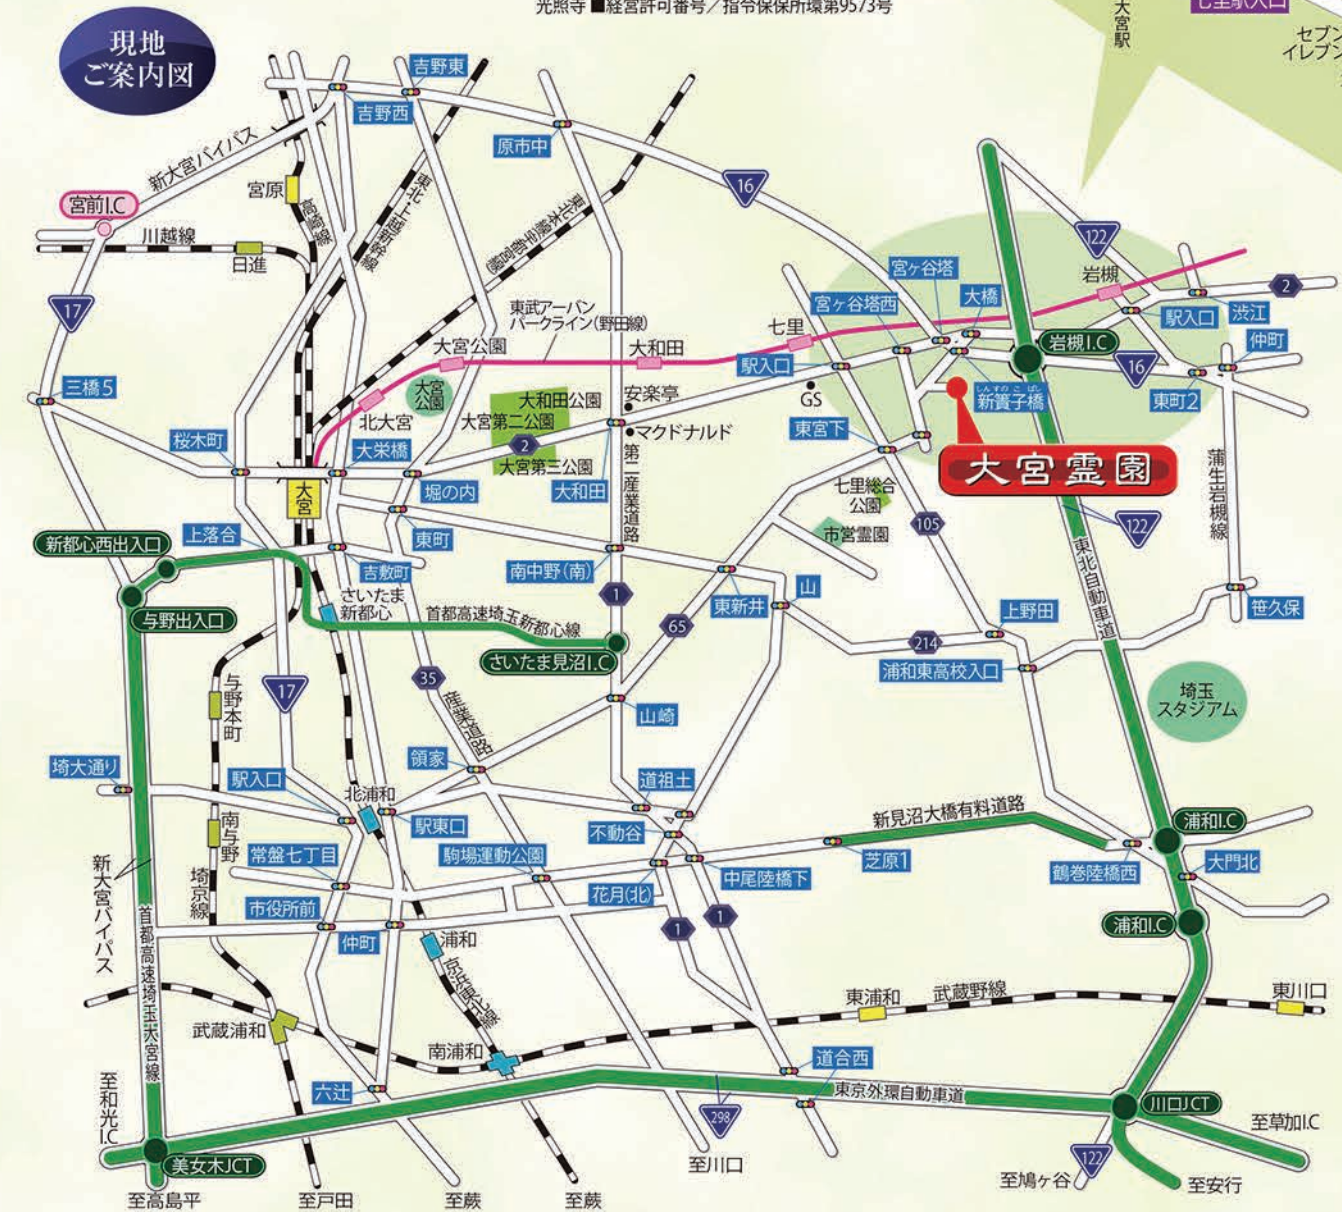 光照寺 ■経営許可番号／指令保保所環第9573号
大宮駅
七里駅入口
セブン
イレブン
現地
ご案内図
吉野東
吉野西
原市中
新大宮バイパス
宮原
高崎線
東北・上越新幹線
東北本線(宇都宮線)
16
122
宮前I.C
川越線
日進
17
東武アーバン
パークライン(野田線)
大宮公園
大和田
七里
宮ヶ谷塔
宮ヶ谷塔西
大橋
岩槻
2
駅入口
渋江
仲町
岩槻I.C
16
東町2
三橋5
大宮
公園
北大宮
大和田公園
大宮第二公園
2
大宮第三公園
安楽亭
マクドナルド
駅入口
GS
しんすのこばし
新簀子橋
東宮下
大宮霊園
桜木町
大栄橋
堀の内
大和田
第二産業道路
七里総合
公園
市営霊園
105
122
蒲生岩槻線
大宮
東町
新都心西出入口
上落合
吉敷町
南中野(南)
東新井
山
東北自動車道
与野出入口
さいたま
新都心
首都高速埼玉新都心線
1
65
さいたま見沼I.C
214
上野田
笹久保
浦和東高校入口
17
35
与野本町
産業道路
山崎
埼玉
スタジアム
埼大通り
駅入口
北浦和
領家
道祖土
駅東口
不動谷
新見沼大橋有料道路
浦和I.C
南与野
常盤七丁目
駒場運動公園
花月(北)
中尾陸橋下
芝原1
鶴巻陸橋西
大門北
新大宮バイパス
埼京線
市役所前
仲町
1
1
浦和I.C
首都高速埼玉大宮線
浦和
京浜東北線
武蔵浦和
南浦和
東浦和
武蔵野線
東川口
六辻
道合西
至和光I.C
298
東京外環自動車道
川口JCT
至草加I.C
美女木JCT
至川口
122
至鳩ヶ谷
至安行
至高島平
至戸田
至蕨
至蕨